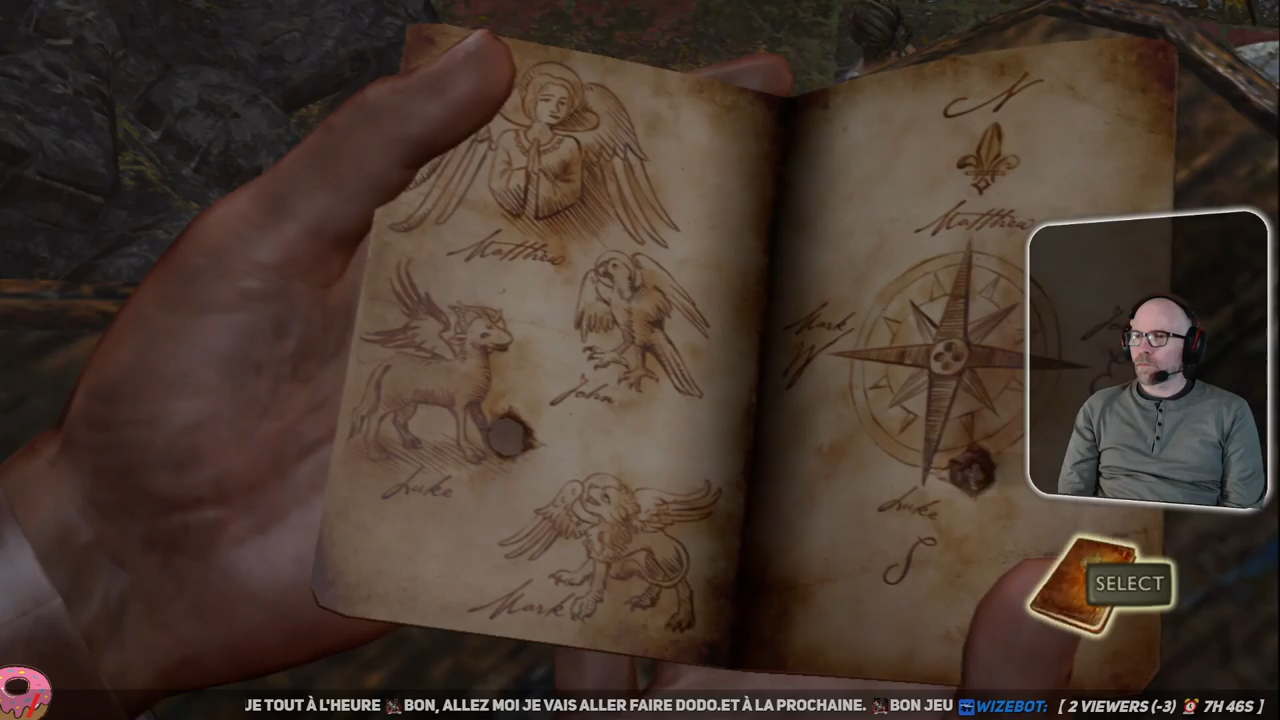 N
Matthew
Matthew
Mark
W
John
Luke
Luke
S
Mark
SELECT
JE TOUT À L'HEURE BON, ALLEZ MOI JE VAIS ALLER FAIRE DODO.ET À LA PROCHAINE. BON JEU WIZEBOT: [ 2 VIEWERS (-3) 7H 46S ]